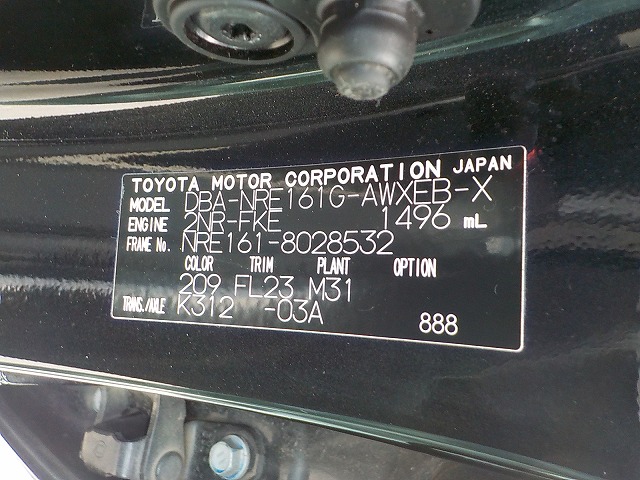 TOYOTA MOTOR CORPORATION JAPAN
MODEL DBA-NRE161G-AWXEB-X
ENGINE 2NR-FKE 1496 mL
FRAME No. NRE161-8028532
COLOR TRIM PLANT OPTION
209 FL23 M31
TRANS./AXLE K312 -03A
888